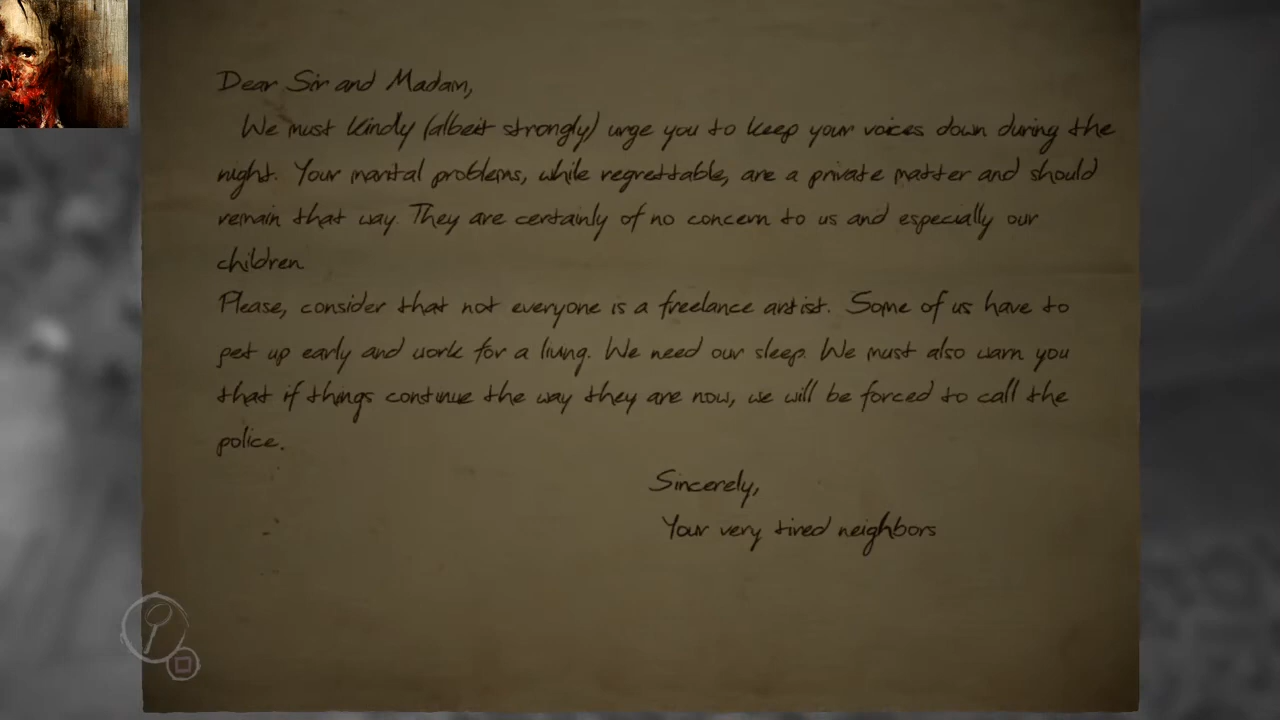 Dear Sir and Madam,
We must kindly (albeit strongly) urge you to keep your voices down during the
night. Your marital problems, while regrettable, are a private matter and should
remain that way. They are certainly of no concern to us and especially our
children.
Please, consider that not everyone is a freelance artist. Some of us have to
get up early and work for a living. We need our sleep. We must also warn you
that if things continue the way they are now, we will be forced to call the
police.
Sincerely,
Your very tired neighbors